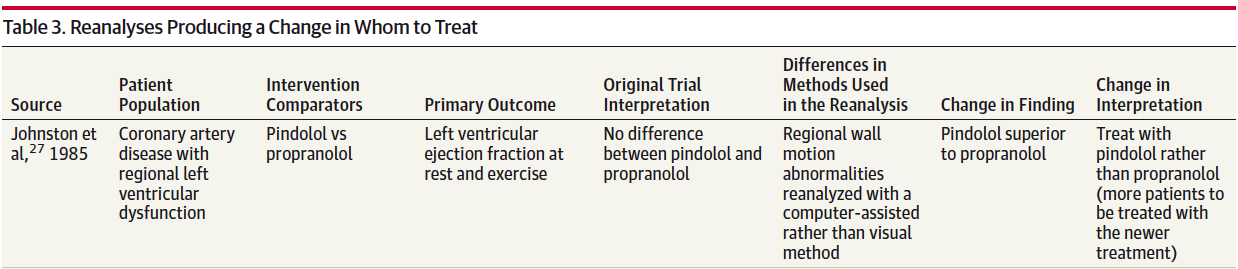 Table 3. Reanalyses Producing a Change in Whom to Treat
Source
Patient
Population
Intervention
Comparators
Primary Outcome
Original Trial
Interpretation
Differences in
Methods Used
in the Reanalysis
Change in Finding
Change in
Interpretation
Johnston et
al,27 1985
Coronary artery
disease with
regional left
ventricular
dysfunction
Pindolol vs
propranolol
Left ventricular
ejection fraction at
rest and exercise
No difference
between pindolol and
propranolol
Regional wall
motion
abnormalities
reanalyzed with a
computer-assisted
rather than visual
method
Pindolol superior
to propranolol
Treat with
pindolol rather
than propranolol
(more patients to
be treated with
the newer
treatment)